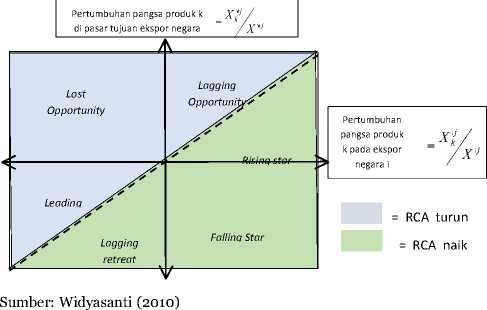 Pertumbuhan pangsa produk k
di pasar tujuan ekspor negara = X_k^{*j} / X^{*j}
Lost
Opportunity
Lagging
Opportunity
Pertumbuhan
pangsa produk
k pada ekspor
negara i
= X_k^{ij} / X^{ij}
Rising star
Leading
Lagging
retreat
Falling Star
= RCA turun
= RCA naik
Sumber: Widyasanti (2010)